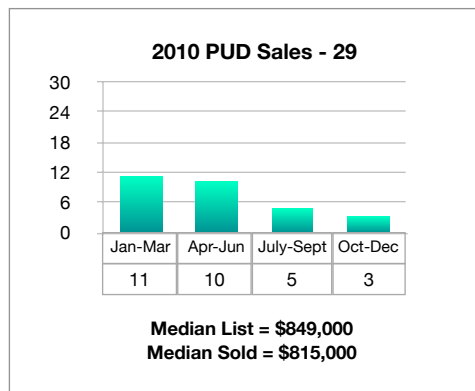 2010 PUD Sales - 29
30
24
18
12
6
0
Jan-Mar Apr-Jun July-Sept Oct-Dec
11 10 5 3
Median List = $849,000
Median Sold = $815,000